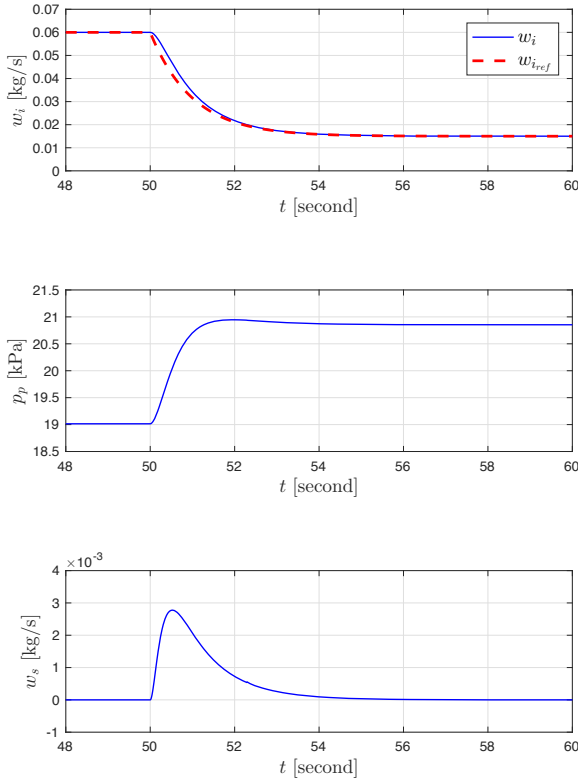 0.07
0.06
0.05
0.04
0.03
0.02
0.01
0
w_i [kg/s]
w_i
w_{i_{ref}}
48 50 52 54 56 58 60
t [second]
21.5
21
20.5
20
19.5
19
18.5
p_p [kPa]
48 50 52 54 56 58 60
t [second]
×10^{-3}
4
3
2
1
0
-1
w_s [kg/s]
48 50 52 54 56 58 60
t [second]